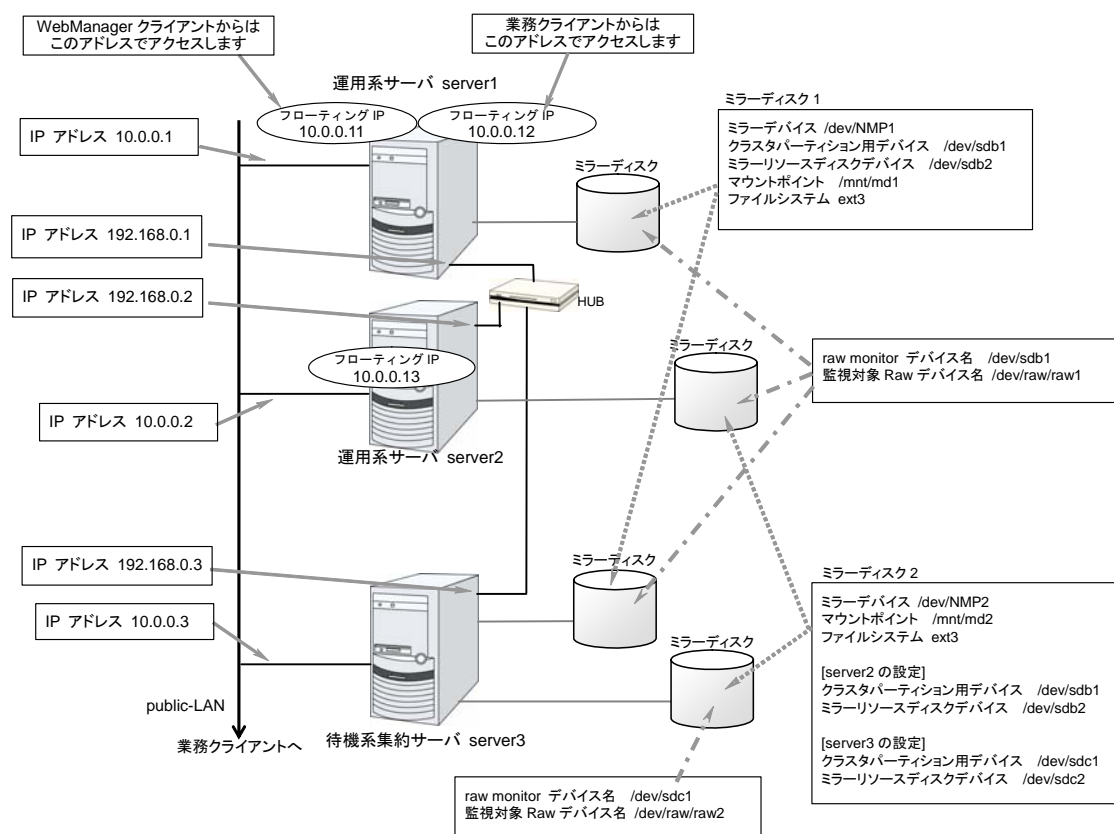 WebManager クライアントからは
このアドレスでアクセスします
業務クライアントからは
このアドレスでアクセスします
運用系サーバ server1
フローティング IP
10.0.0.11
フローティング IP
10.0.0.12
IP アドレス 10.0.0.1
ミラーディスク
ミラーディスク 1
ミラーデバイス /dev/NMP1
クラスタパーティション用デバイス /dev/sdb1
ミラーリソースディスクデバイス /dev/sdb2
マウントポイント /mnt/md1
ファイルシステム ext3
IP アドレス 192.168.0.1
IP アドレス 192.168.0.2
HUB
フローティング IP
10.0.0.13
ミラーディスク
raw monitor デバイス名 /dev/sdb1
監視対象 Raw デバイス名 /dev/raw/raw1
IP アドレス 10.0.0.2
運用系サーバ server2
IP アドレス 192.168.0.3
ミラーディスク
IP アドレス 10.0.0.3
ミラーディスク
ミラーディスク 2
ミラーデバイス /dev/NMP2
マウントポイント /mnt/md2
ファイルシステム ext3
[server2 の設定]
クラスタパーティション用デバイス /dev/sdb1
ミラーリソースディスクデバイス /dev/sdb2
[server3 の設定]
クラスタパーティション用デバイス /dev/sdc1
ミラーリソースディスクデバイス /dev/sdc2
public-LAN
業務クライアントへ
待機系集約サーバ server3
raw monitor デバイス名 /dev/sdc1
監視対象 Raw デバイス名 /dev/raw/raw2